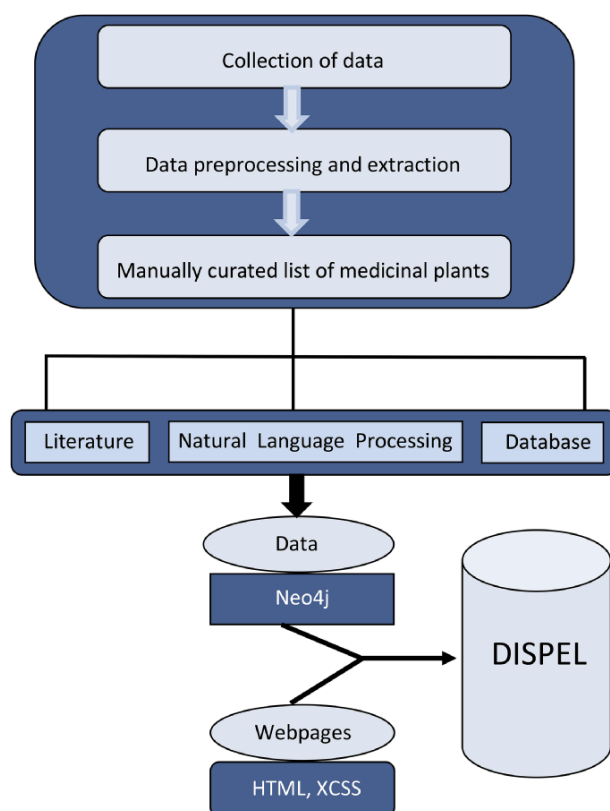 Collection of data
Data preprocessing and extraction
Manually curated list of medicinal plants
Literature
Natural Language Processing
Database
Data
Neo4j
DISPEL
Webpages
HTML, XCSS